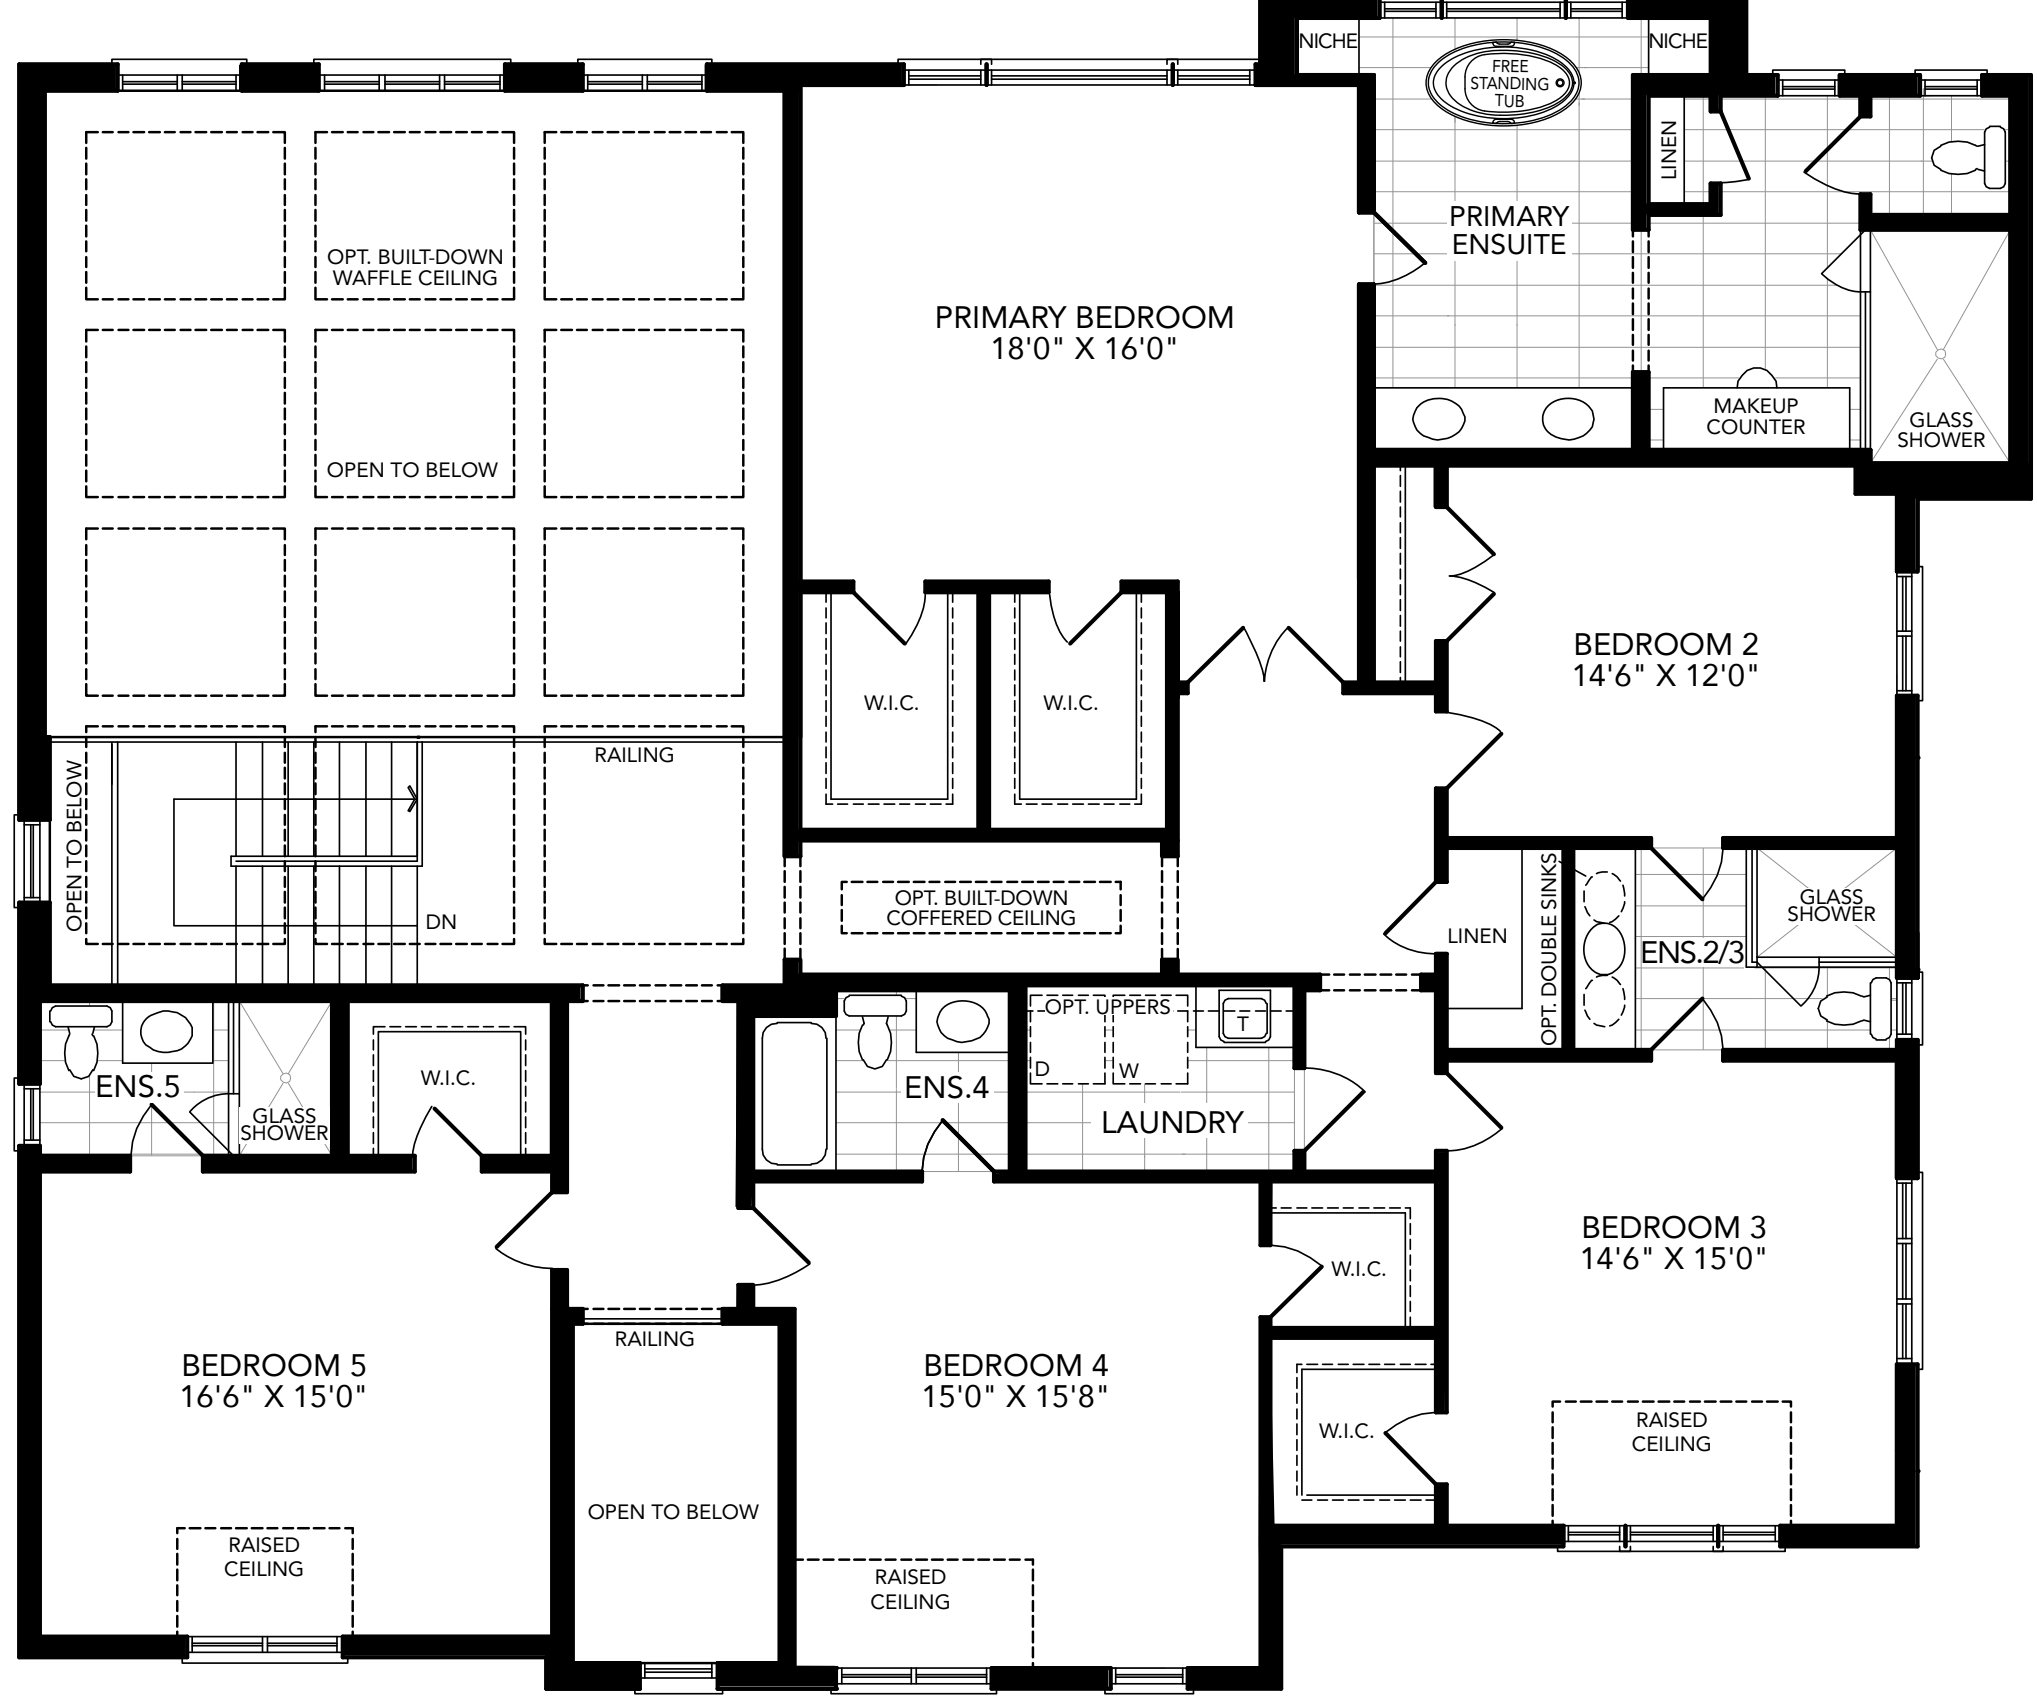 NICHE
NICHE
FREE
STANDING
TUB
LINEN
PRIMARY
ENSUITE
OPT. BUILT-DOWN
WAFFLE CEILING
PRIMARY BEDROOM
18'0" X 16'0"
MAKEUP
COUNTER
GLASS
SHOWER
OPEN TO BELOW
BEDROOM 2
14'6" X 12'0"
W.I.C.
W.I.C.
RAILING
OPEN TO BELOW
DN
OPT. BUILT-DOWN
COFFERED CEILING
LINEN
OPT. DOUBLE SINKS
ENS.2/3
GLASS
SHOWER
OPT. UPPERS
T
D
W
LAUNDRY
ENS.4
ENS.5
GLASS
SHOWER
W.I.C.
BEDROOM 3
14'6" X 15'0"
W.I.C.
RAILING
BEDROOM 5
16'6" X 15'0"
BEDROOM 4
15'0" X 15'8"
W.I.C.
RAISED
CEILING
OPEN TO BELOW
RAISED
CEILING
RAISED
CEILING